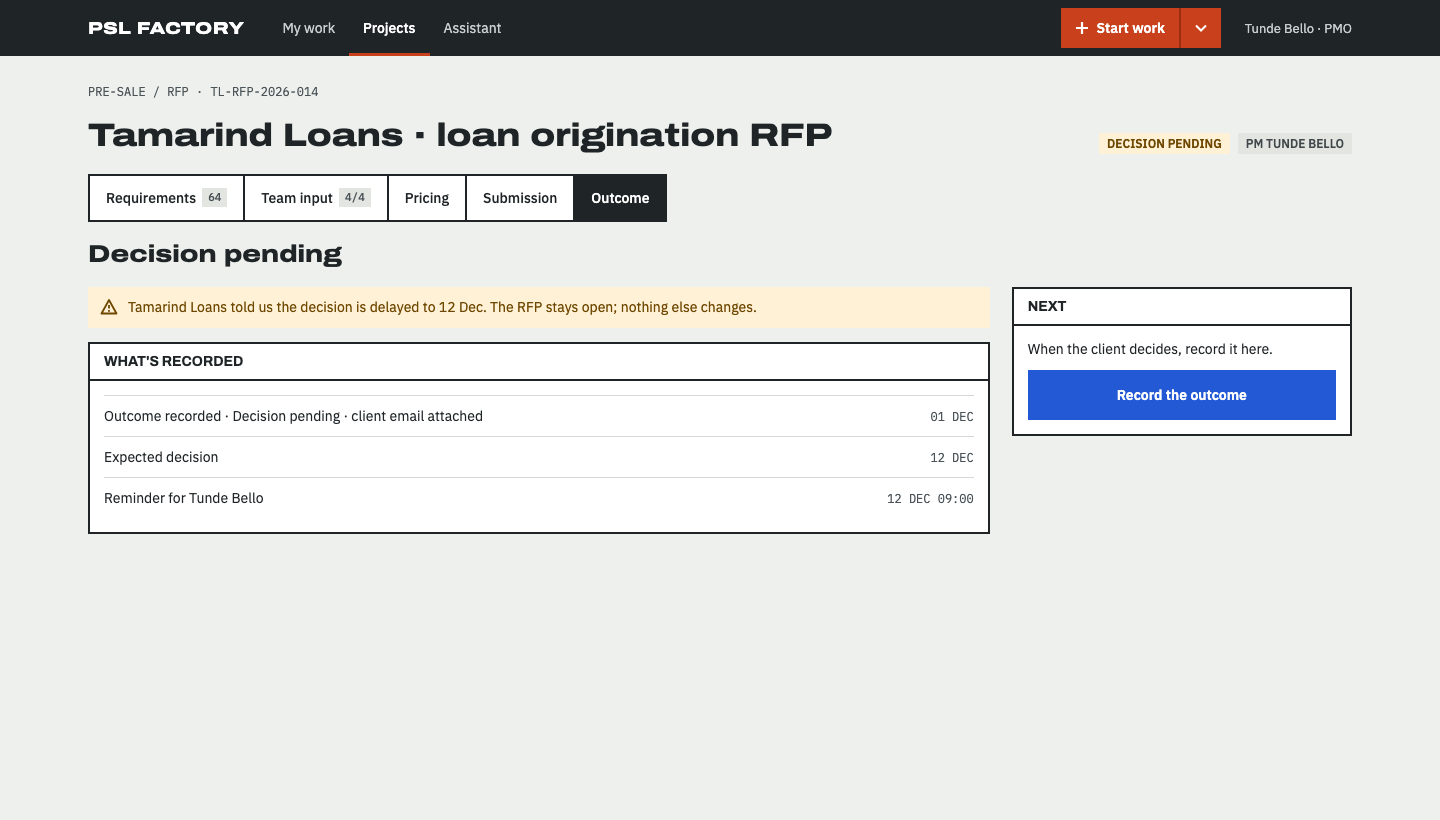 PSL FACTORY
My work
Projects
Assistant
+ Start work
Tunde Bello · PMO
PRE-SALE / RFP · TL-RFP-2026-014
Tamarind Loans · loan origination RFP
DECISION PENDING
PM TUNDE BELLO
Requirements 64
Team input 4/4
Pricing
Submission
Outcome
Decision pending
Tamarind Loans told us the decision is delayed to 12 Dec. The RFP stays open; nothing else changes.
WHAT'S RECORDED
Outcome recorded · Decision pending · client email attached 01 DEC
Expected decision 12 DEC
Reminder for Tunde Bello 12 DEC 09:00
NEXT
When the client decides, record it here.
Record the outcome